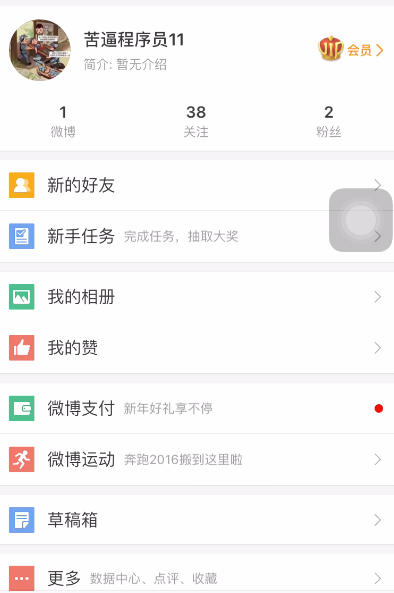 苦逼程序员11
简介: 暂无介绍
VIP 会员
1 38 2
微博 关注 粉丝
新的好友
新手任务 完成任务，抽取大奖
我的相册
我的赞
微博支付 新年好礼享不停
微博运动 奔跑2016搬到这里啦
草稿箱
更多 数据中心、点评、收藏